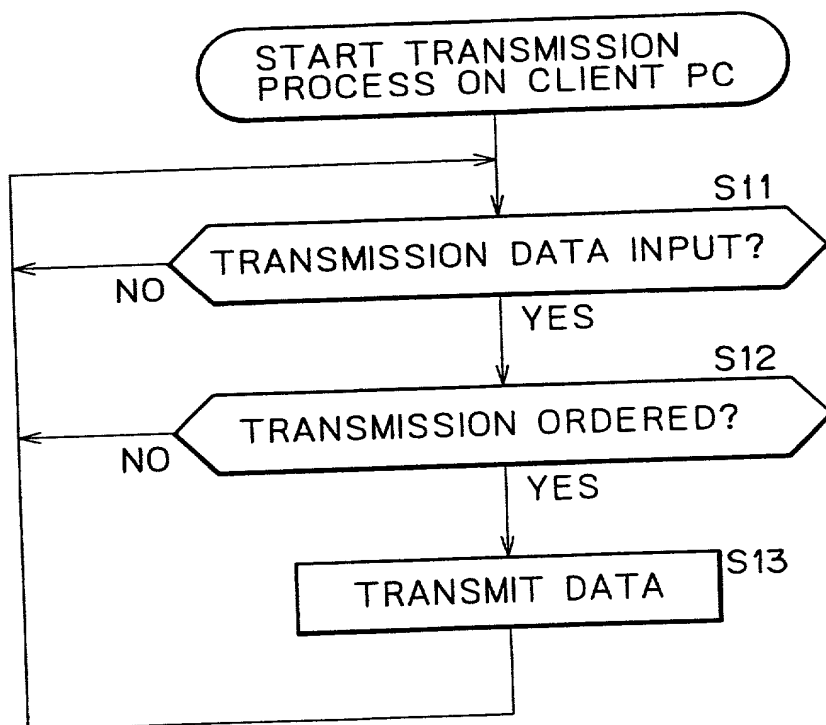 START TRANSMISSION
PROCESS ON CLIENT PC
S11
TRANSMISSION DATA INPUT?
NO
YES
S12
TRANSMISSION ORDERED?
NO
YES
S13
TRANSMIT DATA